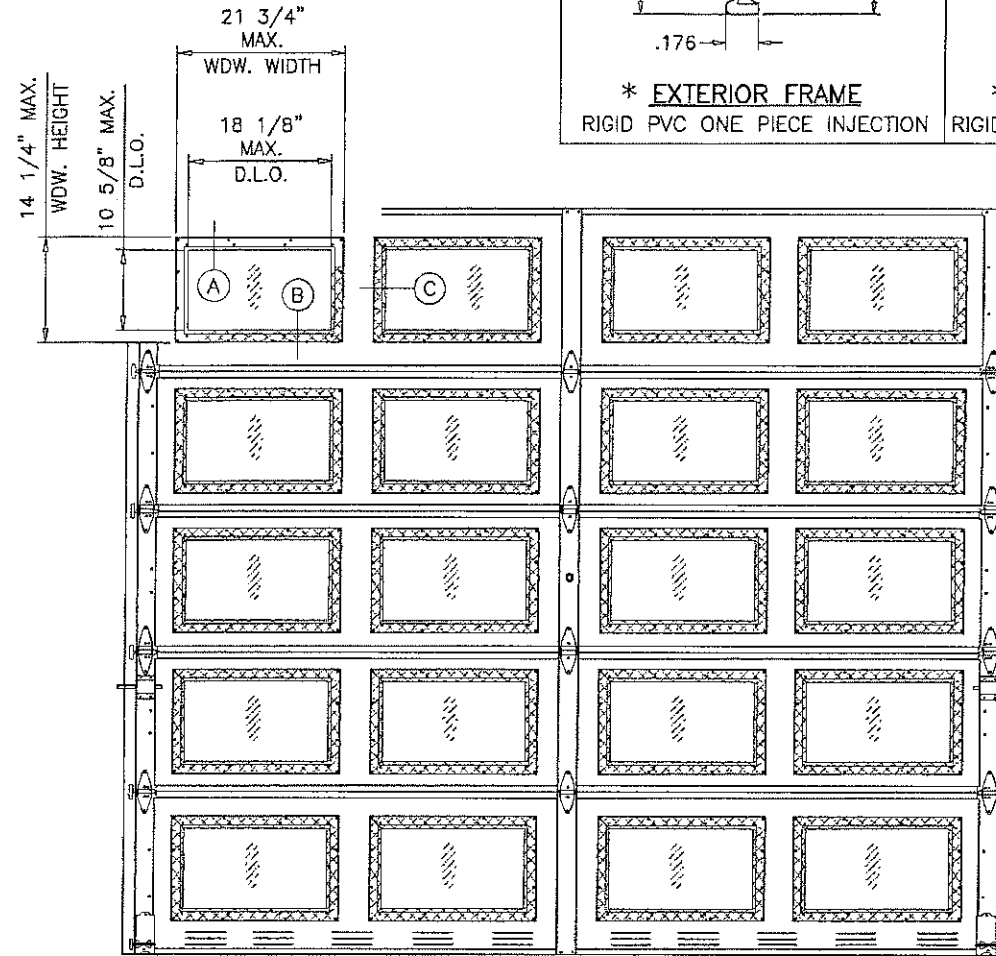 .176
* EXTERIOR FRAME
RIGID PVC ONE PIECE INJECTION
*
RIGID
21 3/4"
MAX.
WDW. WIDTH
18 1/8"
MAX.
D.L.O.
14 1/4" MAX.
WDW. HEIGHT
10 5/8" MAX.
D.L.O.
A
B
C